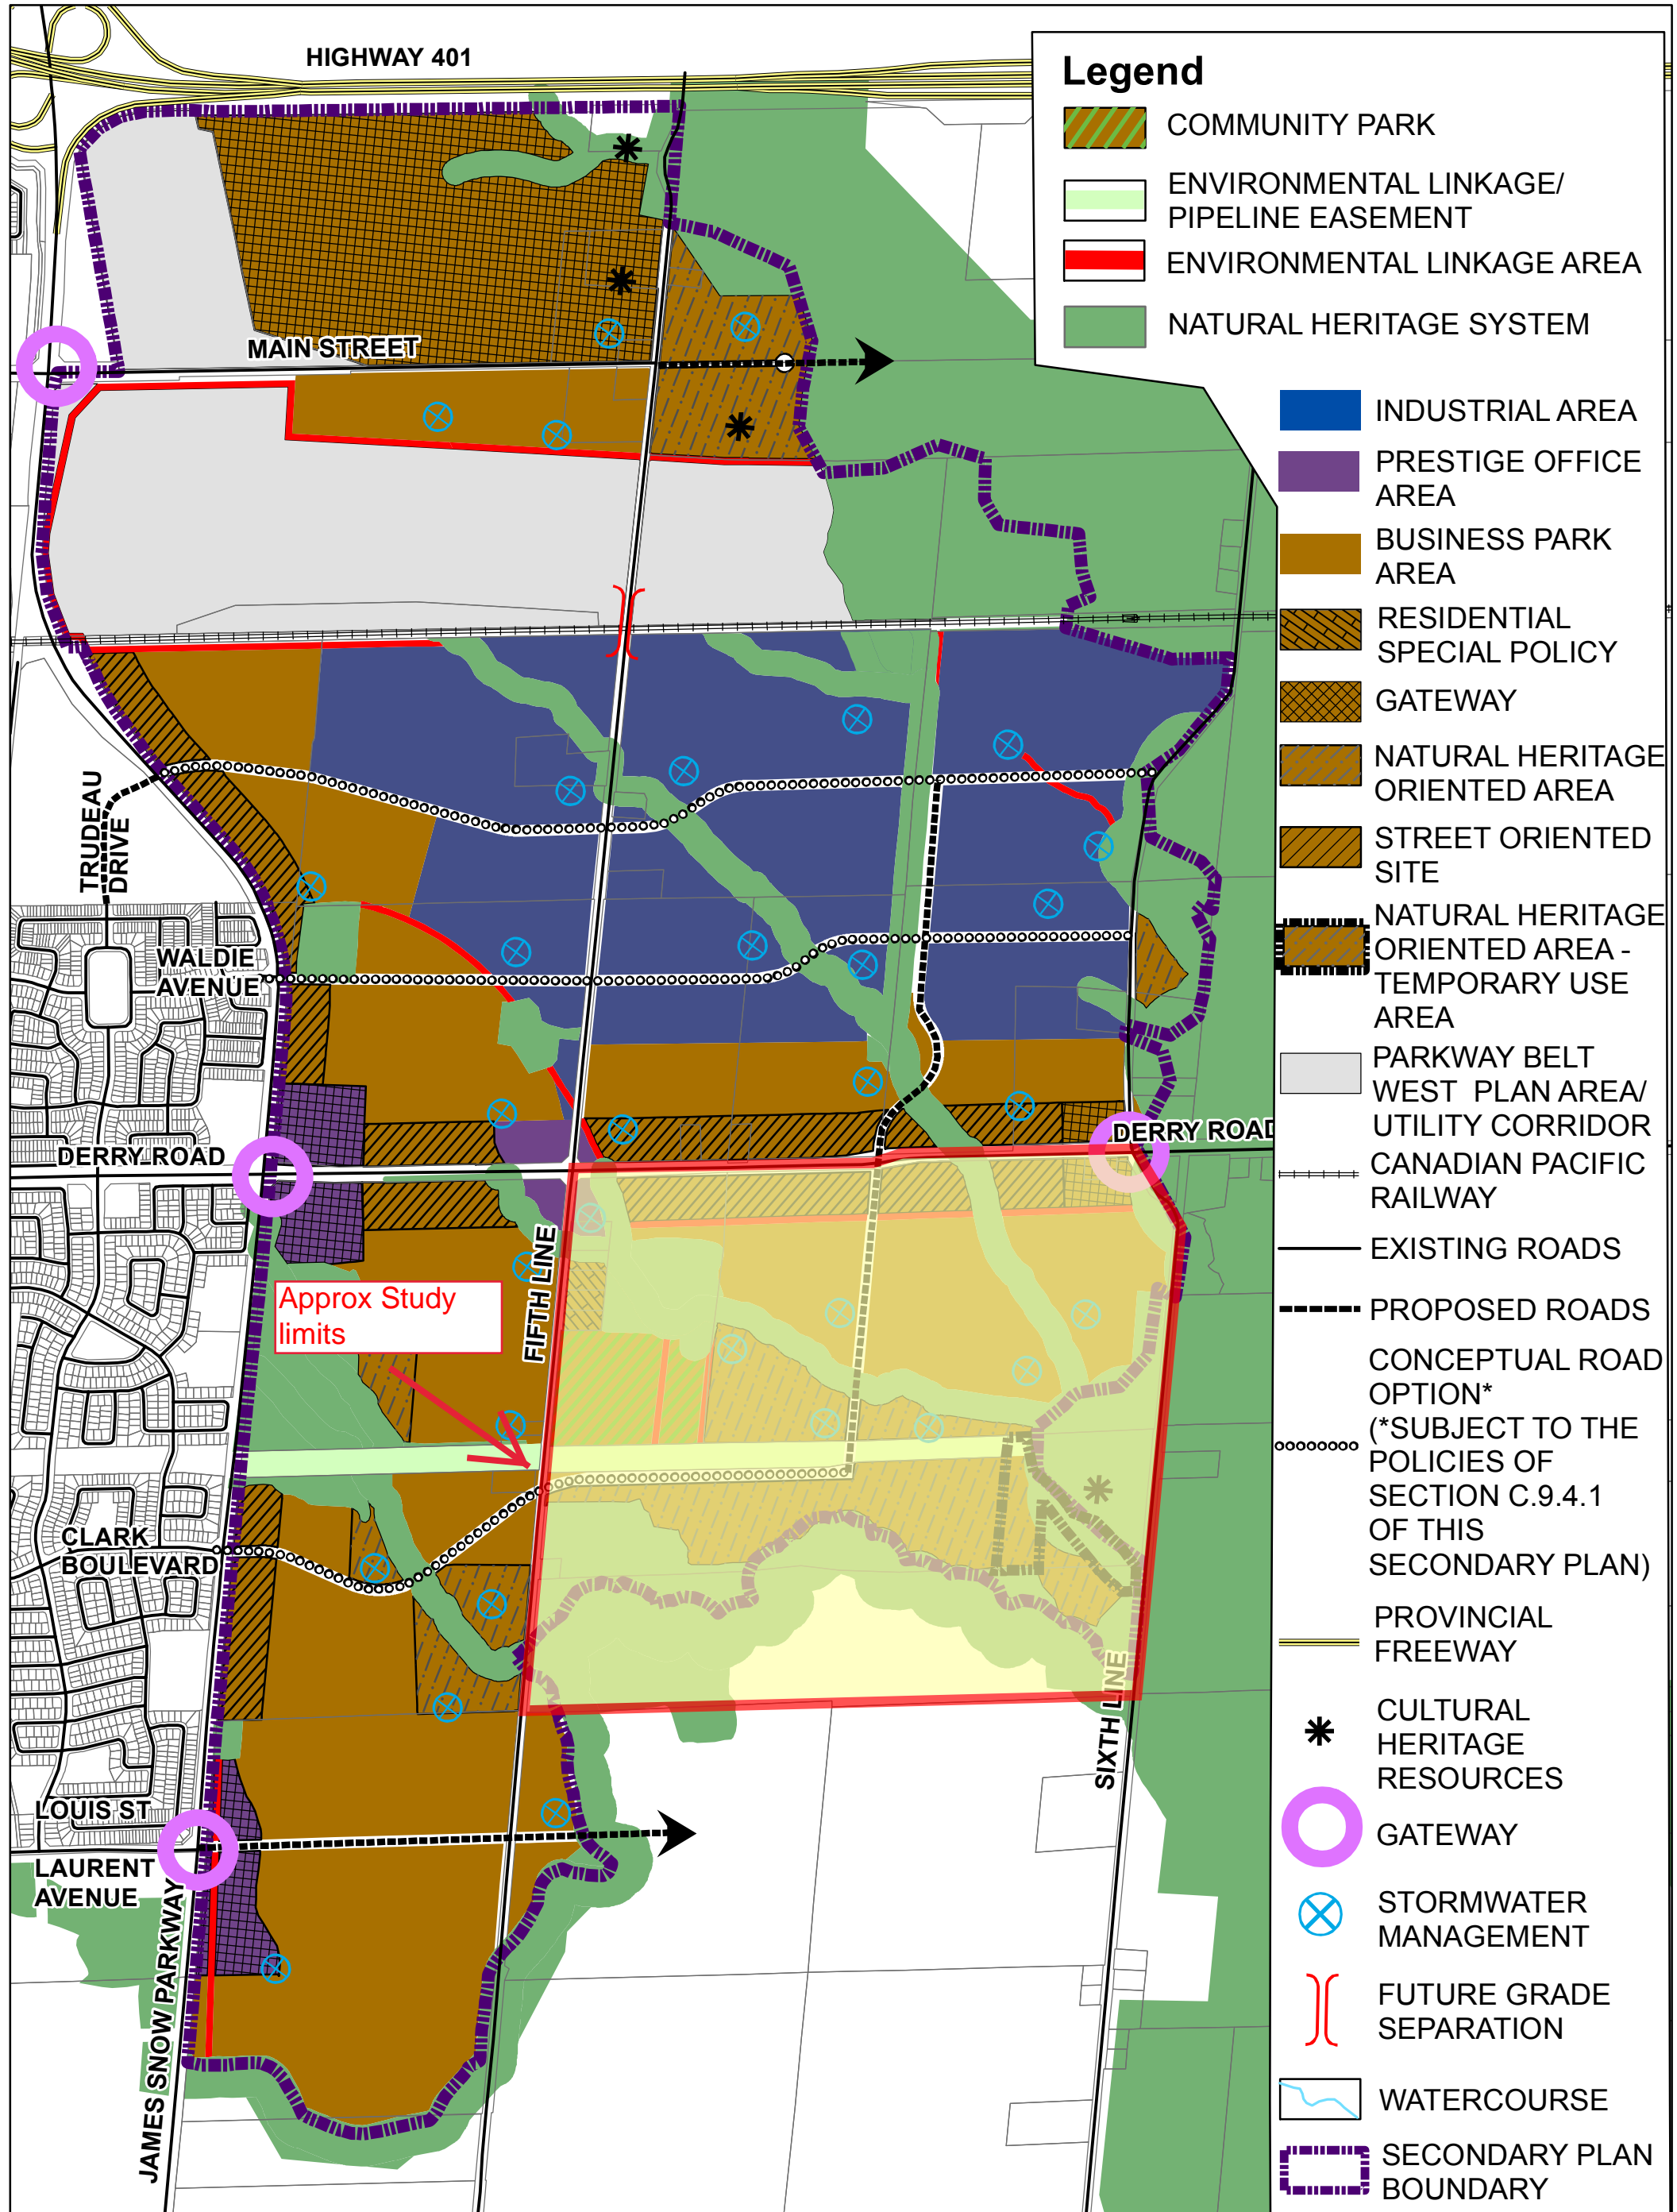 HIGHWAY 401
MAIN STREET
TRUDEAU
DRIVE
WALDIE
AVENUE
DERRY ROAD
DERRY ROAD
FIFTH LINE
Approx Study
limits
CLARK
BOULEVARD
SIXTH LINE
LOUIS ST
LAURENT
AVENUE
JAMES SNOW PARKWAY
Legend
COMMUNITY PARK
ENVIRONMENTAL LINKAGE/
PIPELINE EASEMENT
ENVIRONMENTAL LINKAGE AREA
NATURAL HERITAGE SYSTEM
INDUSTRIAL AREA
PRESTIGE OFFICE
AREA
BUSINESS PARK
AREA
RESIDENTIAL
SPECIAL POLICY
GATEWAY
NATURAL HERITAGE
ORIENTED AREA
STREET ORIENTED
SITE
NATURAL HERITAGE
ORIENTED AREA -
TEMPORARY USE
AREA
PARKWAY BELT
WEST PLAN AREA/
UTILITY CORRIDOR
CANADIAN PACIFIC
RAILWAY
EXISTING ROADS
PROPOSED ROADS
CONCEPTUAL ROAD
OPTION*
(*SUBJECT TO THE
POLICIES OF
SECTION C.9.4.1
OF THIS
SECONDARY PLAN)
PROVINCIAL
FREEWAY
CULTURAL
HERITAGE
RESOURCES
GATEWAY
STORMWATER
MANAGEMENT
FUTURE GRADE
SEPARATION
WATERCOURSE
SECONDARY PLAN
BOUNDARY